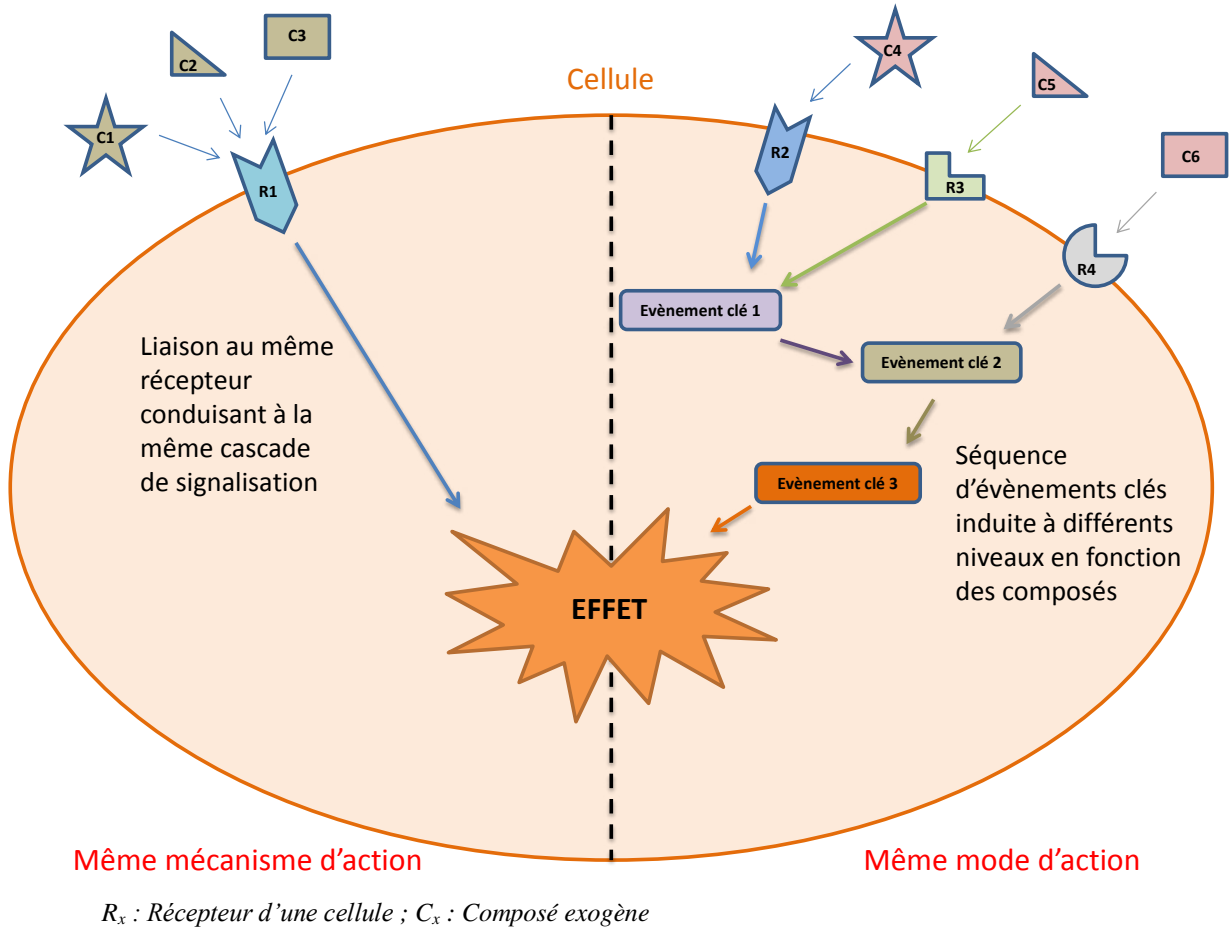 C3
C4
C2
Cellule
C5
C1
R2
C6
R1
R3
R4
Evènement clé 1
Liaison au même
récepteur
conduisant à la
même cascade
de signalisation
Evènement clé 2
Evènement clé 3
Séquence
d’évènements clés
induite à différents
niveaux en fonction
des composés
EFFET
Même mécanisme d’action
Même mode d’action
Rx : Récepteur d’une cellule ; Cx : Composé exogène